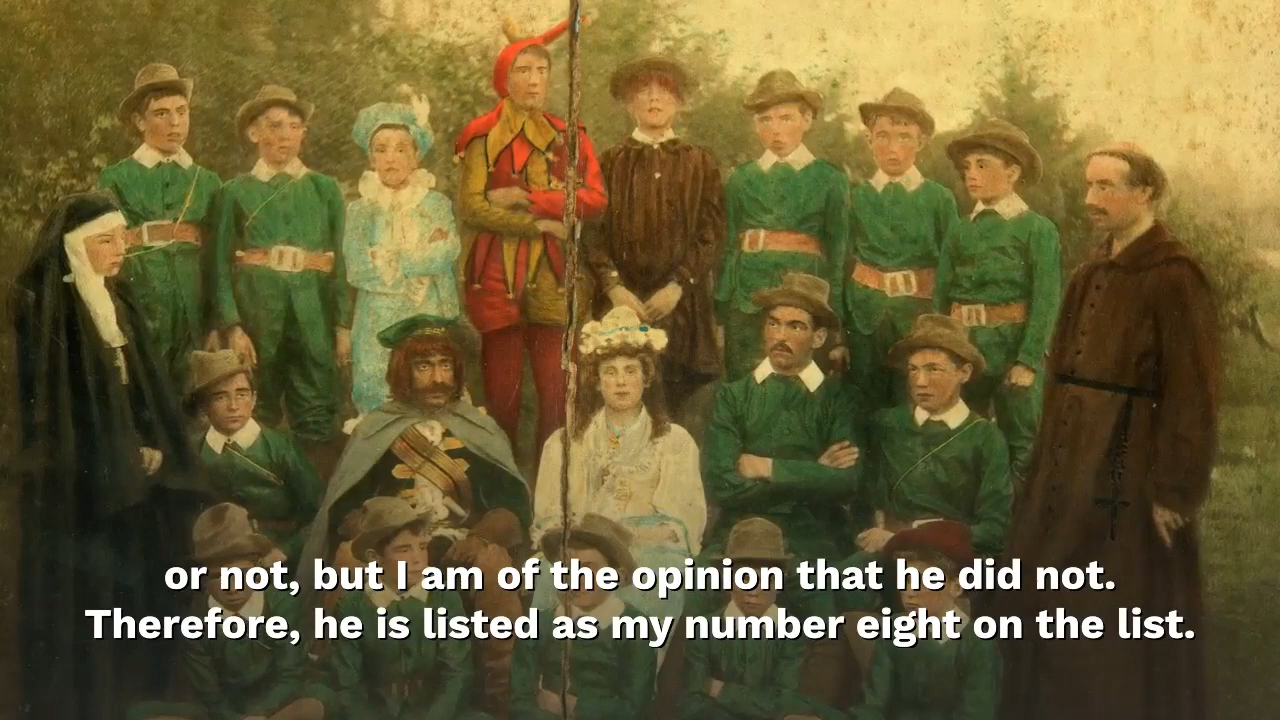 or not, but I am of the opinion that he did not.
Therefore, he is listed as my number eight on the list.